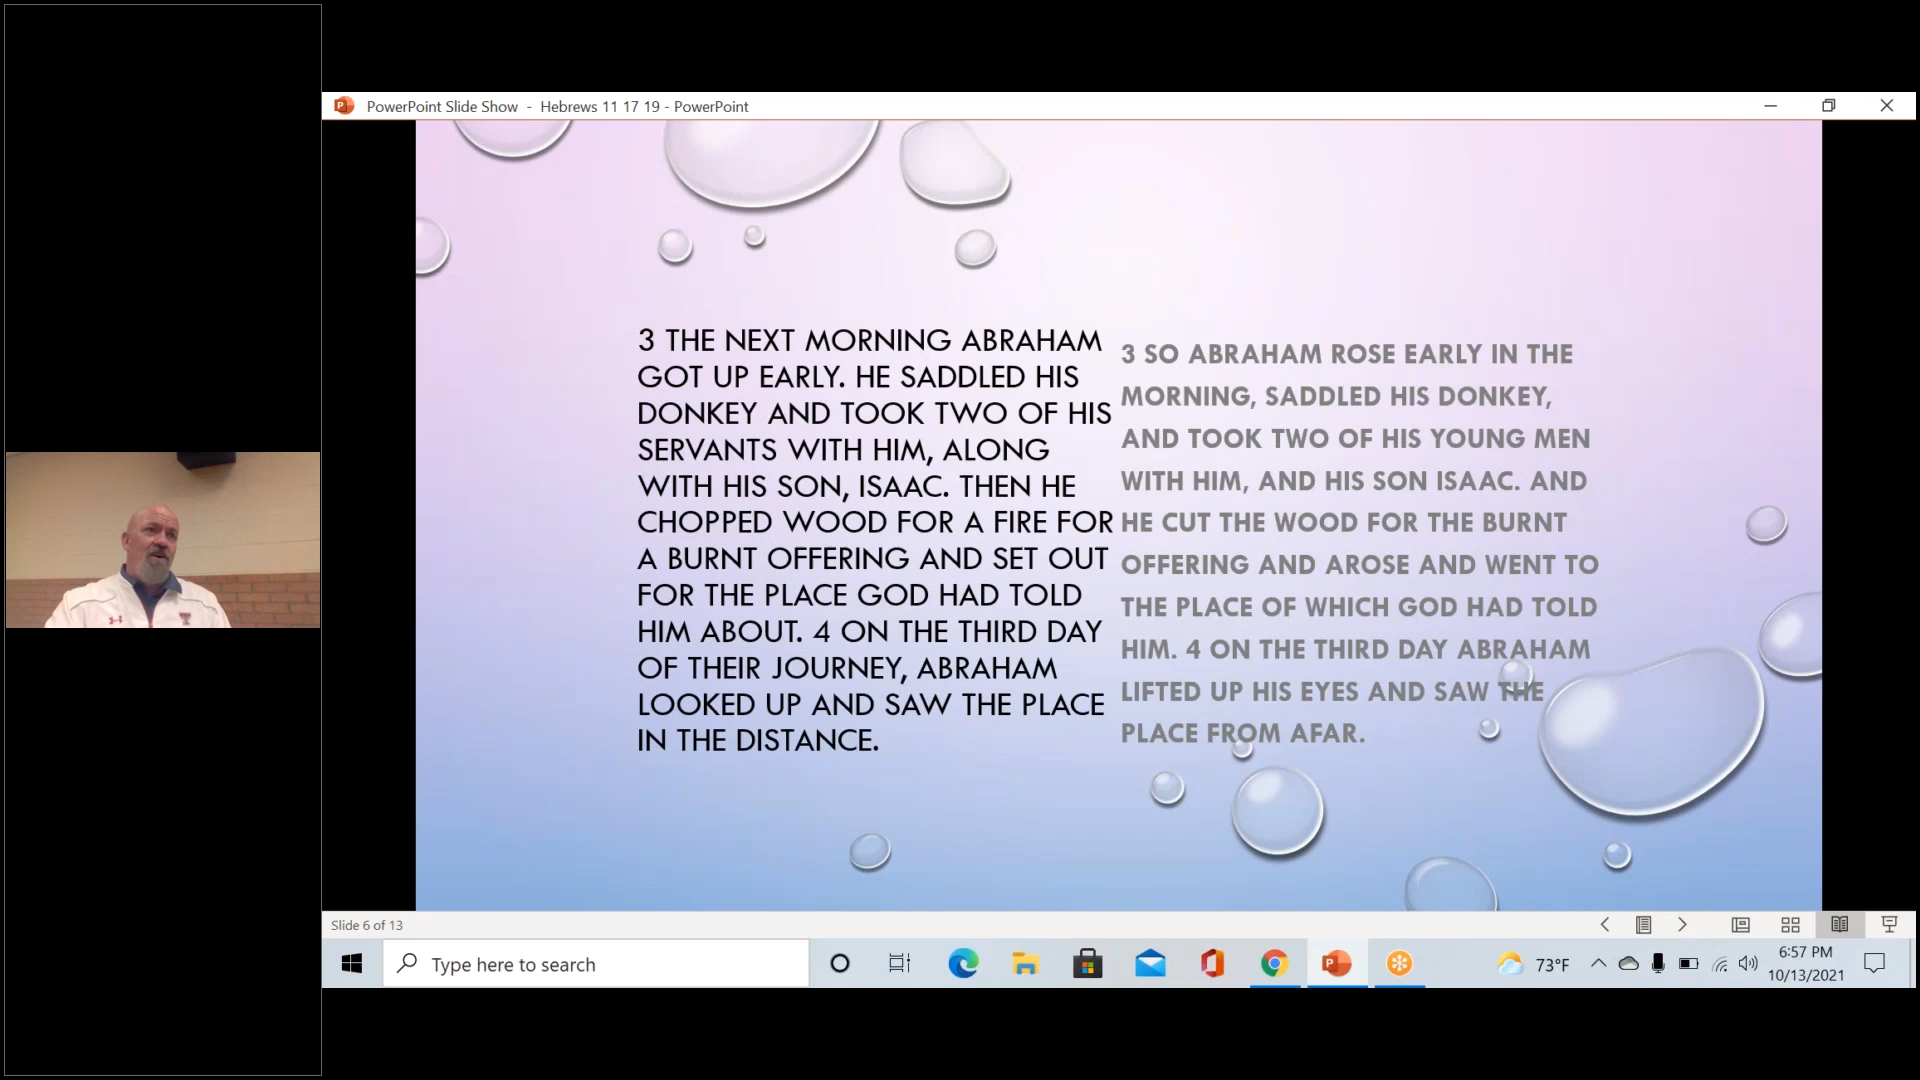 PowerPoint Slide Show - Hebrews 11 17 19 - PowerPoint
3 THE NEXT MORNING ABRAHAM
GOT UP EARLY. HE SADDLED HIS
DONKEY AND TOOK TWO OF HIS
SERVANTS WITH HIM, ALONG
WITH HIS SON, ISAAC. THEN HE
CHOPPED WOOD FOR A FIRE FOR
A BURNT OFFERING AND SET OUT
FOR THE PLACE GOD HAD TOLD
HIM ABOUT. 4 ON THE THIRD DAY
OF THEIR JOURNEY, ABRAHAM
LOOKED UP AND SAW THE PLACE
IN THE DISTANCE.
3 SO ABRAHAM ROSE EARLY IN THE
MORNING, SADDLED HIS DONKEY,
AND TOOK TWO OF HIS YOUNG MEN
WITH HIM, AND HIS SON ISAAC. AND
HE CUT THE WOOD FOR THE BURNT
OFFERING AND AROSE AND WENT TO
THE PLACE OF WHICH GOD HAD TOLD
HIM. 4 ON THE THIRD DAY ABRAHAM
LIFTED UP HIS EYES AND SAW THE
PLACE FROM AFAR.
Slide 6 of 13
Type here to search
73°F
6:57 PM
10/13/2021